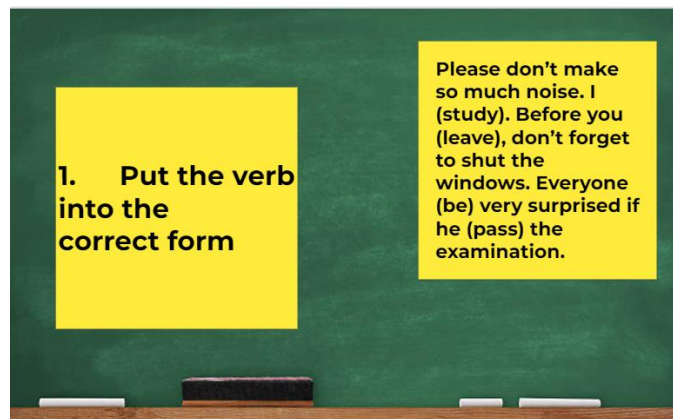 1. Put the verb
into the
correct form
Please don’t make
so much noise. I
(study). Before you
(leave), don’t forget
to shut the
windows. Everyone
(be) very surprised if
he (pass) the
examination.